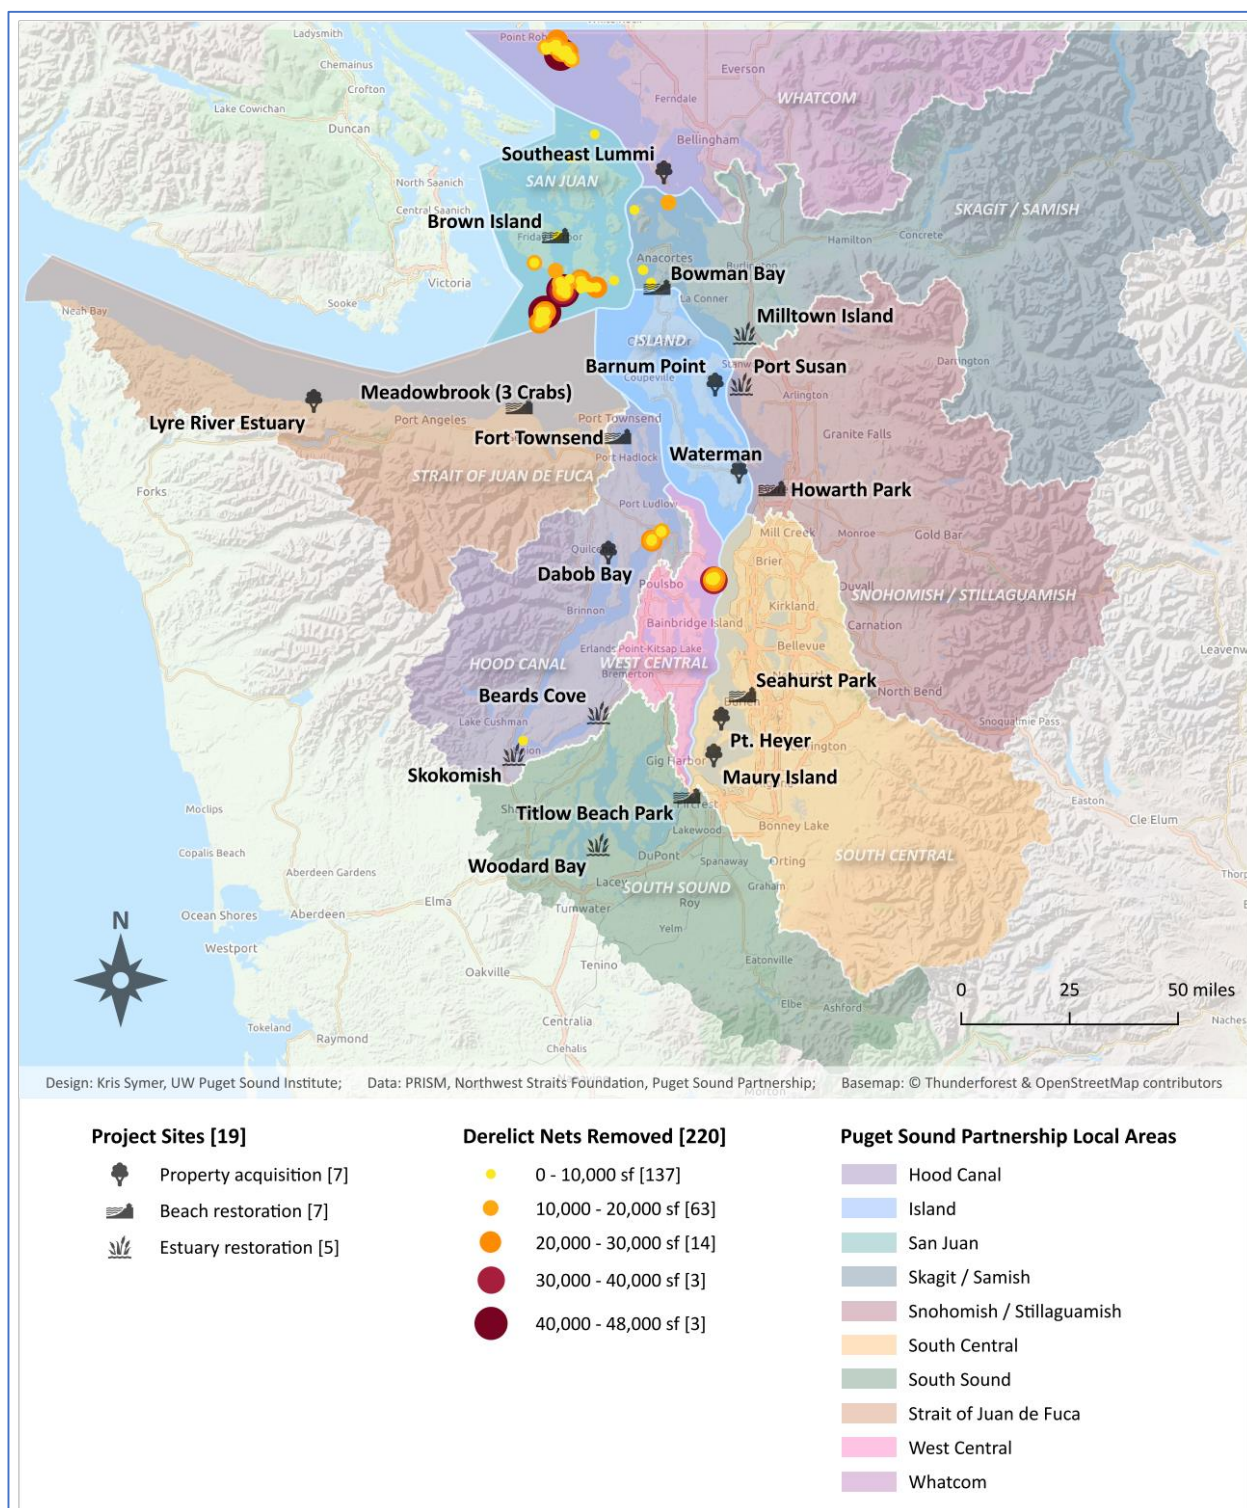 Ladysmith
Chemainus
Crofton
Lake Cowichan
Duncan
North Saanich
Central Saanich
Victoria
Sooke
Neah Bay
Point Rob
Everson
WHATCOM
Ferndale
Bellingham
Southeast Lummi
SAN JUAN
SKAGIT / SAMISH
Brown Island
Hamilton
Concrete
Anacortes
Bowman Bay
La Conner
Milltown Island
ISLAND
Barnum Point
Port Susan
Coupeville
Darrington
Arlington
Meadowbrook (3 Crabs)
Lyre River Estuary
Port Angeles
Port Townsend
Fort Townsend
Granite Falls
Port Hadlock
Waterman
STRAIT OF JUAN DE FUCA
Howarth Park
Forks
Port Ludlow
Mill Creek
Monroe
Gold Bar
Brier
Dabob Bay
Poulsbo
Duvall
SNOHOMISH / STILLAGUAMISH
Brinnon
Kirkland
Bainbridge Island
Carnation
Bellevue
Erlands Point-Kitsap Lake
HOOD CANAL
WEST CENTRAL
Bremerton
Leavenw
Seahurst Park
Beards Cove
North Bend
Lake Cushman
Snoqualmie Pass
Pt. Heyer
Skokomish
Gig Harbor
Maury Island
Titlow Beach Park
Moclips
Easton
Cle Elum
Lakewood
Bonney Lake
Copalis Beach
Woodard Bay
DuPont
Spanaway
Orting
SOUTH CENTRAL
Aberdeen Gardens
Lacey
SOUTH SOUND
Graham
Elma
Tumwater
Roy
Ocean Shores
Aberdeen
Yelm
Westport
Eatonville
Oakville
Tenino
N
0 25 50 miles
Elbe
Ashford
Tokeland
Raymond
Centralia
Naches
Chehalis
Morton
Design: Kris Symer, UW Puget Sound Institute; Data: PRISM, Northwest Straits Foundation, Puget Sound Partnership; Basemap: © Thunderforest & OpenStreetMap contributors
Project Sites [19]
Property acquisition [7]
Beach restoration [7]
Estuary restoration [5]
Derelict Nets Removed [220]
0 - 10,000 sf [137]
10,000 - 20,000 sf [63]
20,000 - 30,000 sf [14]
30,000 - 40,000 sf [3]
40,000 - 48,000 sf [3]
Puget Sound Partnership Local Areas
Hood Canal
Island
San Juan
Skagit / Samish
Snohomish / Stillaguamish
South Central
South Sound
Strait of Juan de Fuca
West Central
Whatcom